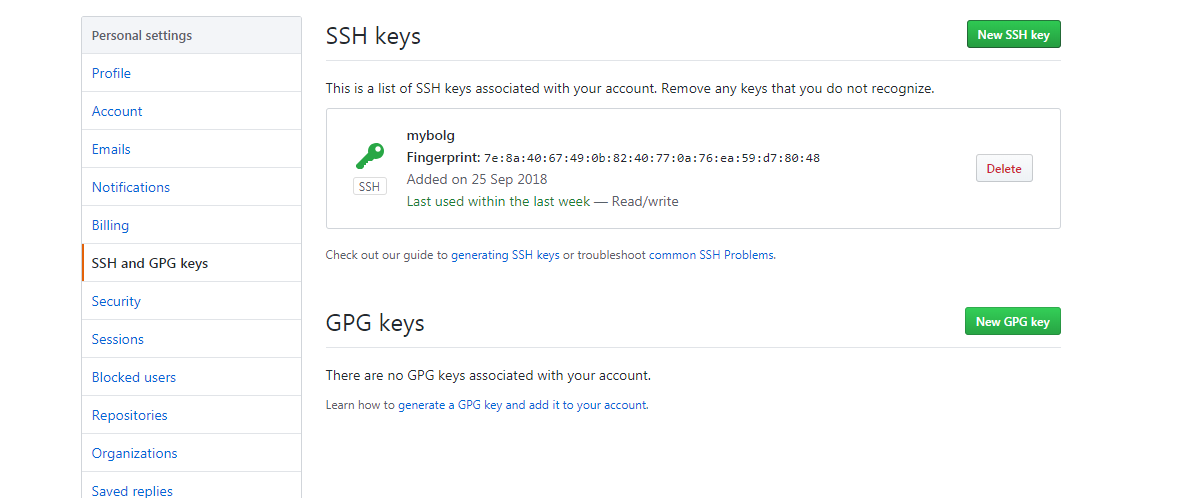 Personal settings
Profile
Account
Emails
Notifications
Billing
SSH and GPG keys
Security
Sessions
Blocked users
Repositories
Organizations
Saved replies
SSH keys
New SSH key
This is a list of SSH keys associated with your account. Remove any keys that you do not recognize.
mybolg
Fingerprint: 7e:8a:40:67:49:0b:82:40:77:0a:76:ea:59:d7:80:48
SSH
Added on 25 Sep 2018
Last used within the last week — Read/write
Delete
Check out our guide to generating SSH keys or troubleshoot common SSH Problems.
GPG keys
New GPG key
There are no GPG keys associated with your account.
Learn how to generate a GPG key and add it to your account.